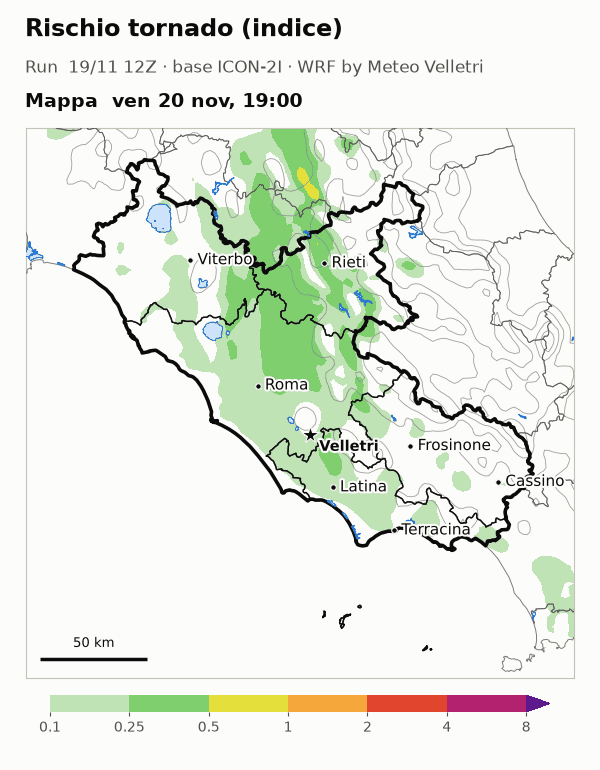 Rischio tornado (indice)
Run  19/11 12Z · base ICON-2I · WRF by Meteo Velletri
Mappa  ven 20 nov, 19:00
Viterbo
Rieti
Roma
Velletri
Frosinone
Latina
Cassino
Terracina
50 km
0.1 0.25 0.5 1 2 4 8